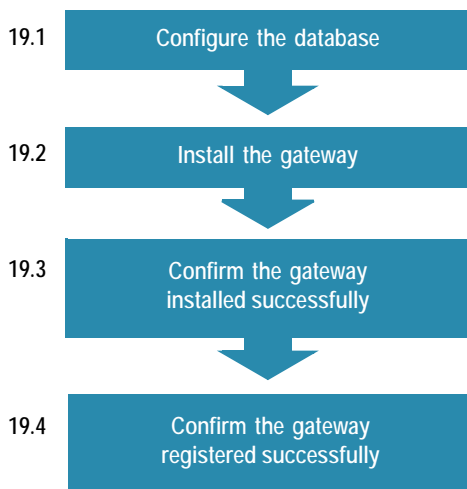 19.1 Configure the database
19.2 Install the gateway
19.3 Confirm the gateway
installed successfully
19.4 Confirm the gateway
registered successfully